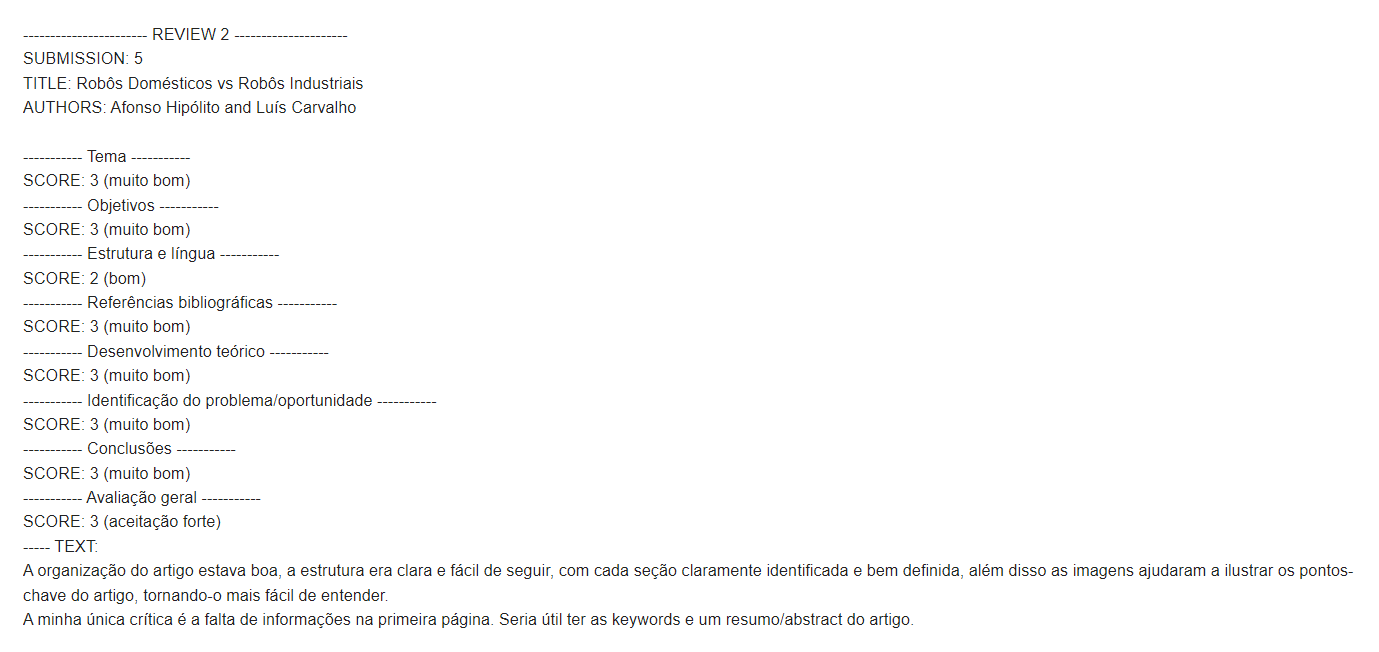 ----------------------- REVIEW 2 ---------------------
SUBMISSION: 5
TITLE: Robôs Domésticos vs Robôs Industriais
AUTHORS: Afonso Hipólito and Luís Carvalho
----------- Tema -----------
SCORE: 3 (muito bom)
----------- Objetivos -----------
SCORE: 3 (muito bom)
----------- Estrutura e língua -----------
SCORE: 2 (bom)
----------- Referências bibliográficas -----------
SCORE: 3 (muito bom)
----------- Desenvolvimento teórico -----------
SCORE: 3 (muito bom)
----------- Identificação do problema/oportunidade -----------
SCORE: 3 (muito bom)
----------- Conclusões -----------
SCORE: 3 (muito bom)
----------- Avaliação geral -----------
SCORE: 3 (aceitação forte)
----- TEXT:
A organização do artigo estava boa, a estrutura era clara e fácil de seguir, com cada seção claramente identificada e bem definida, além disso as imagens ajudaram a ilustrar os pontos-
chave do artigo, tornando-o mais fácil de entender.
A minha única crítica é a falta de informações na primeira página. Seria útil ter as keywords e um resumo/abstract do artigo.